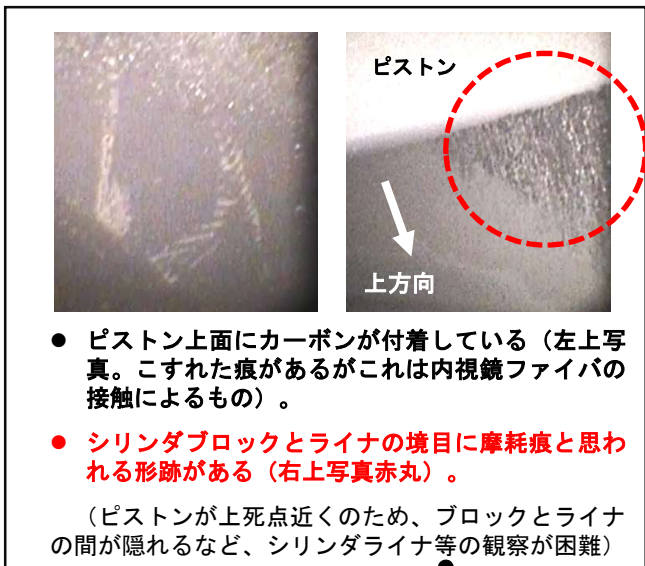 ピストン
上方向
● ピストン上面にカーボンが付着している（左上写
真。こすれた痕があるがこれは内視鏡ファイバの
接触によるもの）。
● シリンダブロックとライナの境目に摩耗痕と思わ
れる形跡がある（右上写真赤丸）。
（ピストンが上死点近くのため、ブロックとライナ
の間が隠れるなど、シリンダライナ等の観察が困難）